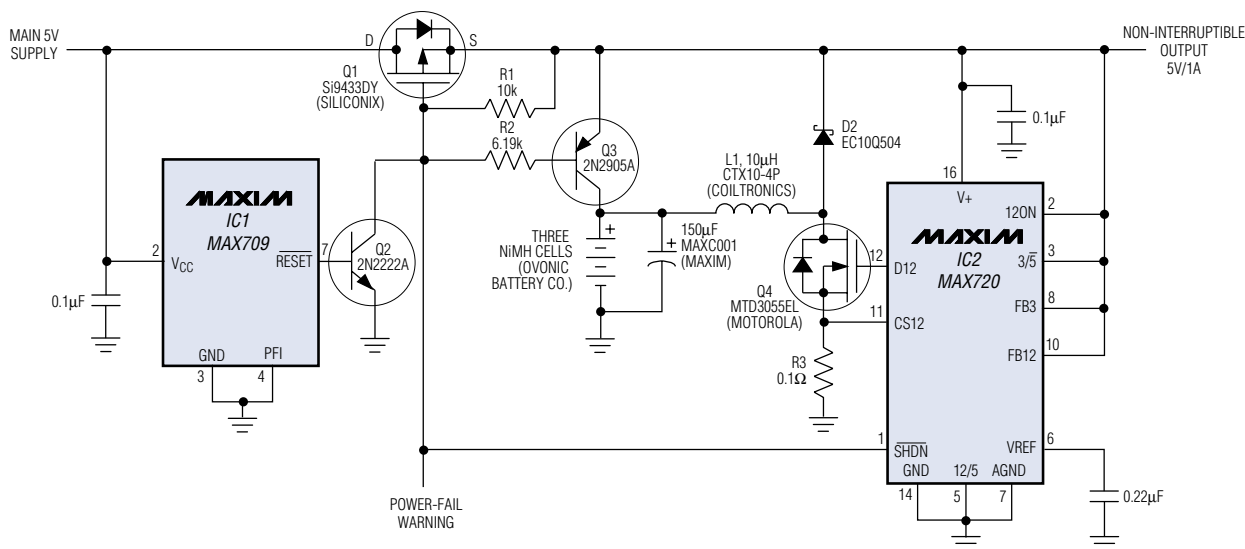 MAIN 5V
SUPPLY
D
S
Q1
Si9433DY
(SILICONIX)
R1
10k
R2
6.19k
Q3
2N2905A
NON-INTERRUPTIBLE
OUTPUT
5V/1A
0.1µF
D2
EC10Q504
L1, 10µH
CTX10-4P
(COILTRONICS)
16
V+
MAXIM
IC1
MAX709
2
VCC
RESET
7
Q2
2N2222A
0.1µF
GND
PFI
3
4
THREE
NiMH CELLS
(OVONIC
BATTERY CO.)
+
150µF
MAXC001
(MAXIM)
+
Q4
MTD3055EL
(MOTOROLA)
12
D12
11
CS12
R3
0.1Ω
MAXIM
IC2
MAX720
12ON
2
3/5
3
FB3
8
FB12
10
1
SHDN
VREF
6
GND
12/5
AGND
14
5
7
0.22µF
POWER-FAIL
WARNING